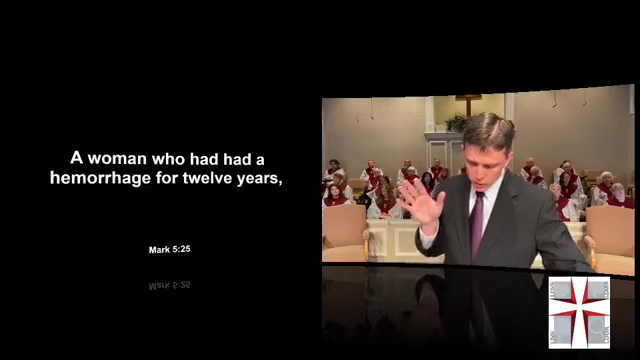 A woman who had had a
hemorrhage for twelve years,
Mark 5:25